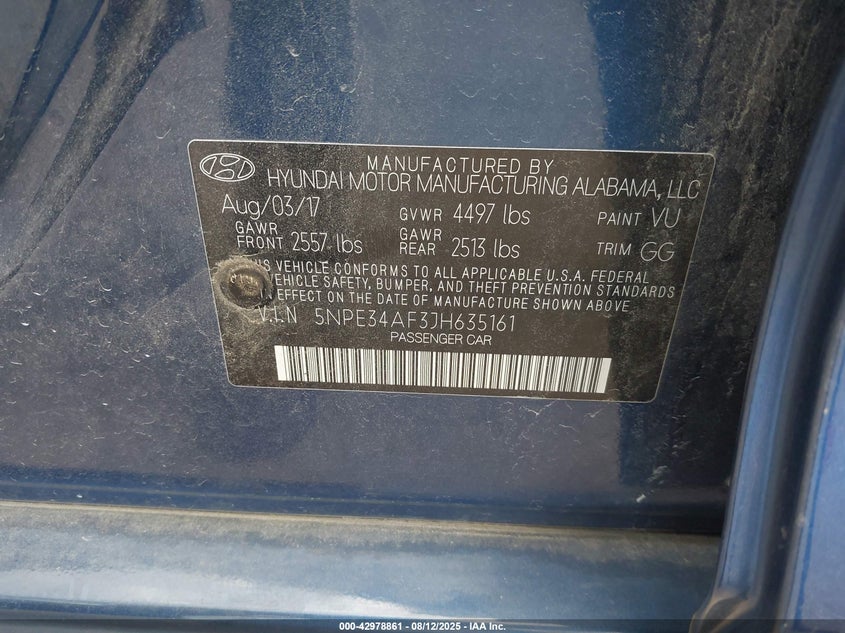 MANUFACTURED BY
HYUNDAI MOTOR MANUFACTURING ALABAMA, LLC
Aug/03/17 GVWR 4497 lbs PAINT VU
GAWR FRONT 2557 lbs GAWR REAR 2513 lbs TRIM GG
VEHICLE CONFORMS TO ALL APPLICABLE U.S.A. FEDERAL
VEHICLE SAFETY, BUMPER, AND THEFT PREVENTION STANDARDS
EFFECT ON THE DATE OF MANUFACTURE SHOWN ABOVE
V.I.N 5NPE34AF3JH635161
PASSENGER CAR
000-42978861 - 08/12/2025 - IAA Inc.